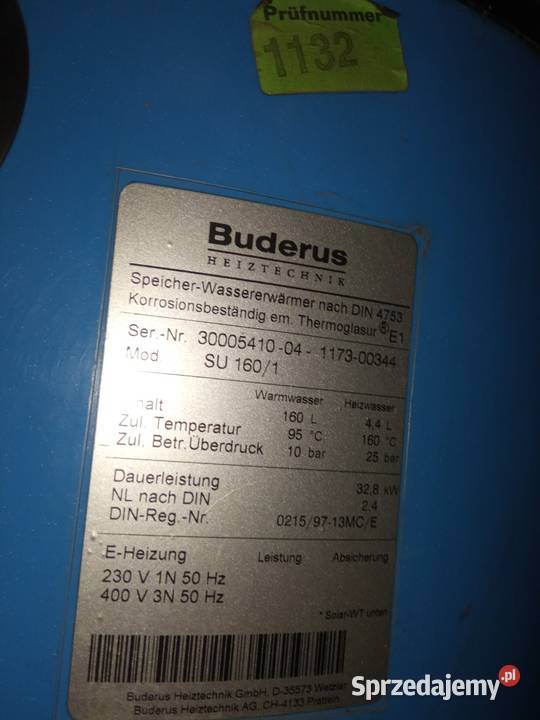 Prüfnummer
1132
Buderus
HEIZTECHNIK
Speicher-Wassererwärmer nach DIN 4753
Korrosionsbeständig em. Thermoglasur ® E1
Ser.-Nr. 30005410-04 - 1173-00344
Mod SU 160/1
Warmwasser Heizwasser
halt 160 L 4,4 L
Zul. Temperatur 95 °C 160 °C
Zul. Betr.Überdruck 10 bar 25 bar
Dauerleistung 32,8 kW
NL nach DIN 2,4
DIN-Reg.-Nr. 0215/97-13MC/E
E-Heizung Leistung Absicherung
230 V 1N 50 Hz
400 V 3N 50 Hz
* Solar-WT unten
Buderus Heiztechnik GmbH, D-35573 Wetzlar
Buderus Heiztechnik AG, CH-4133 Pratteln
Sprzedajemy.pl